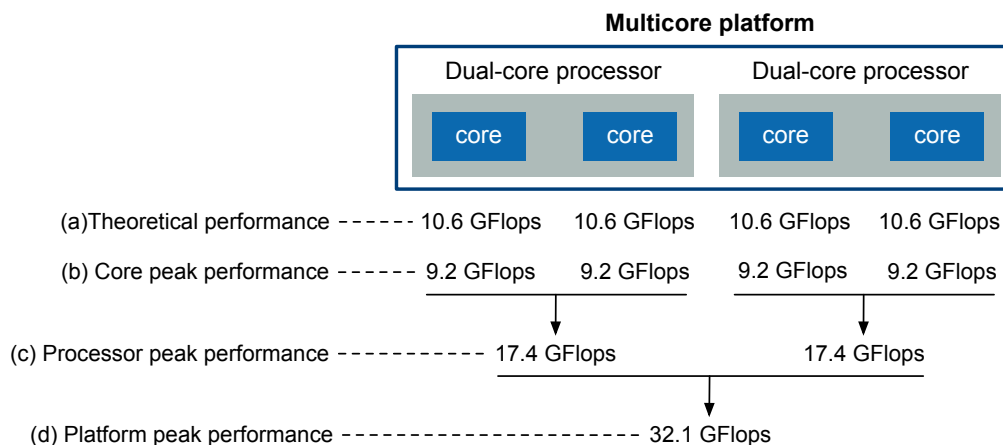 Multicore platform
Dual-core processor Dual-core processor
core core core core
(a)Theoretical performance 10.6 GFlops 10.6 GFlops 10.6 GFlops 10.6 GFlops
(b) Core peak performance 9.2 GFlops 9.2 GFlops 9.2 GFlops 9.2 GFlops
(c) Processor peak performance 17.4 GFlops 17.4 GFlops
(d) Platform peak performance 32.1 GFlops